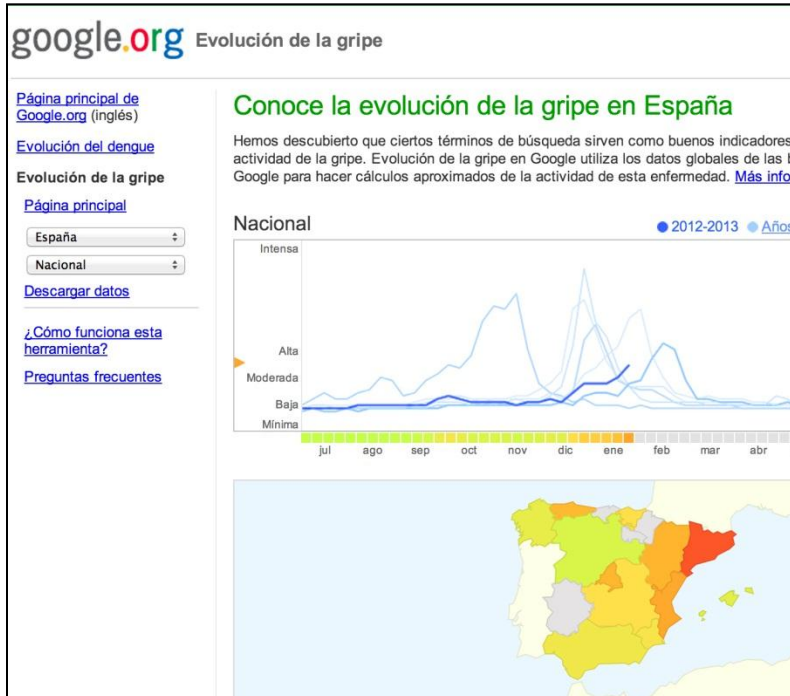 google.org Evolución de la gripe
Página principal de
Google.org (inglés)
Evolución del dengue
Evolución de la gripe
Página principal
España
Nacional
Descargar datos
¿Cómo funciona esta
herramienta?
Preguntas frecuentes
Conoce la evolución de la gripe en España
Hemos descubierto que ciertos términos de búsqueda sirven como buenos indicadores
actividad de la gripe. Evolución de la gripe en Google utiliza los datos globales de las
Google para hacer cálculos aproximados de la actividad de esta enfermedad. Más info
Nacional
2012-2013 Años
Intensa
Alta
Moderada
Baja
Mínima
jul ago sep oct nov dic ene feb mar abr